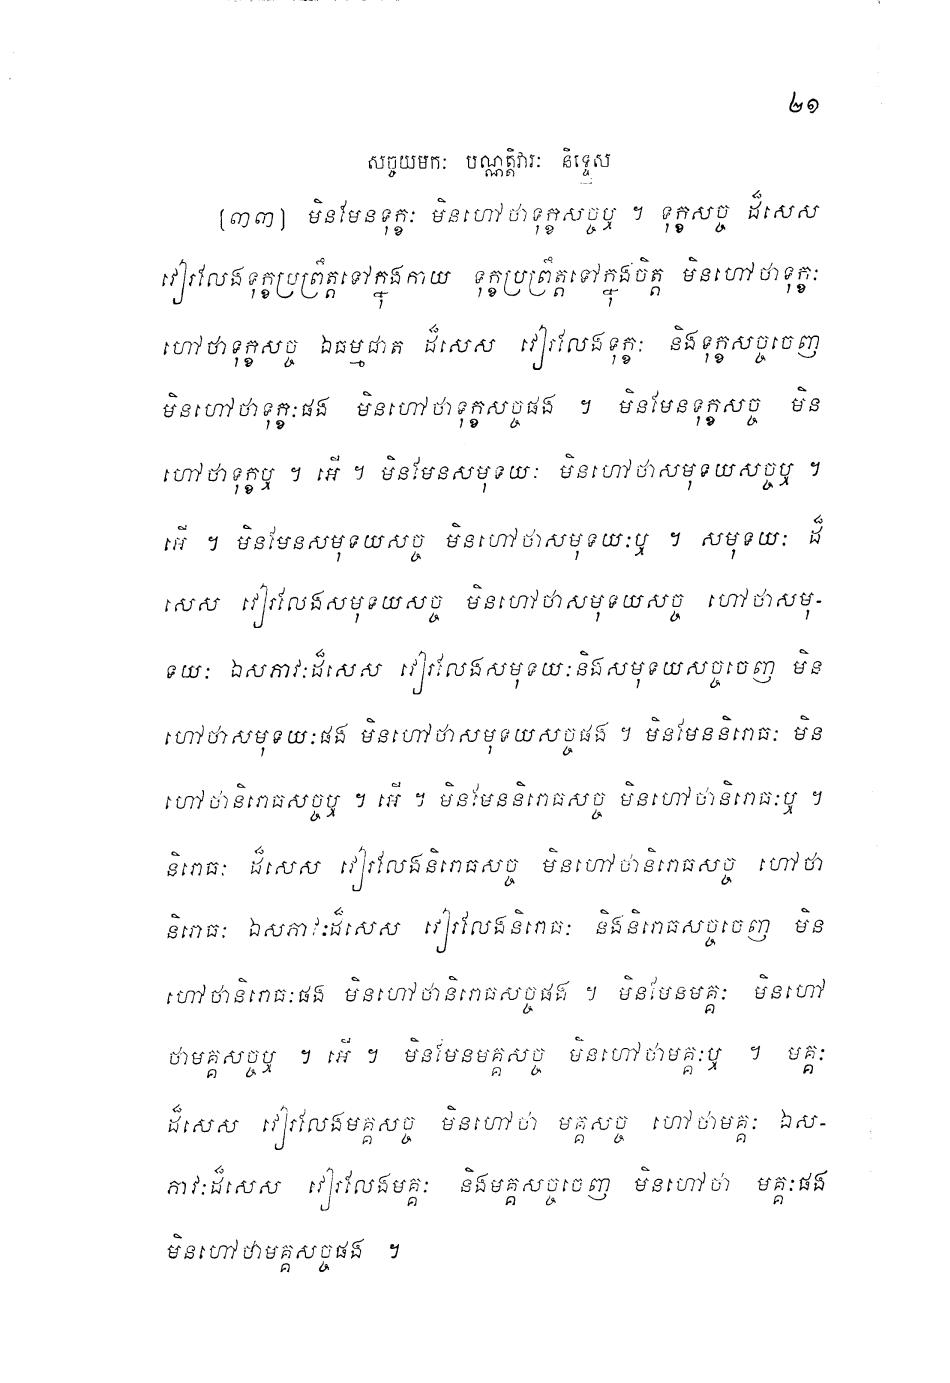 ២១
សច្ចយមកៈ បណ្ណត្តិវារៈ និទ្ទេស
[៣៣] មិនមែនទុក្ខៈ មិនហៅថាទុក្ខសច្ចឬ ។ ទុក្ខសច្ច ដ៏សេស
វៀរលែងទុក្ខប្រព្រឹត្តទៅក្នុងកាយ ទុក្ខប្រព្រឹត្តទៅក្នុងចិត្ត មិនហៅថាទុក្ខៈ
ហៅថាទុក្ខសច្ច ឯធម្មជាត ដ៏សេស វៀរលែងទុក្ខៈ និងទុក្ខសច្ចចេញ
មិនហៅថាទុក្ខៈផង មិនហៅថាទុក្ខសច្ចផង ។ មិនមែនទុក្ខសច្ច មិន
ហៅថាទុក្ខឬ ។ អើ ។ មិនមែនសមុទយៈ មិនហៅថាសមុទយសច្ចឬ ។
អើ ។ មិនមែនសមុទយសច្ច មិនហៅថាសមុទយៈឬ ។ សមុទយៈ ដ៏
សេស វៀរលែងសមុទយសច្ច មិនហៅថាសមុទយសច្ច ហៅថាសមុ-
ទយៈ ឯសភាវៈដ៏សេស វៀរលែងសមុទយៈនិងសមុទយសច្ចចេញ មិន
ហៅថាសមុទយៈផង មិនហៅថាសមុទយសច្ចផង ។ មិនមែននិរោធៈ មិន
ហៅថានិរោធសច្ចឬ ។ អើ ។ មិនមែននិរោធសច្ច មិនហៅថានិរោធៈឬ ។
និរោធៈ ដ៏សេស វៀរលែងនិរោធសច្ច មិនហៅថានិរោធសច្ច ហៅថា
និរោធៈ ឯសភាវៈដ៏សេស វៀរលែងនិរោធៈ និងនិរោធសច្ចចេញ មិន
ហៅថានិរោធៈផង មិនហៅថានិរោធសច្ចផង ។ មិនមែនមគ្គៈ មិនហៅ
ថាមគ្គសច្ចឬ ។ អើ ។ មិនមែនមគ្គសច្ច មិនហៅថាមគ្គៈឬ ។ មគ្គៈ
ដ៏សេស វៀរលែងមគ្គសច្ច មិនហៅថា មគ្គសច្ច ហៅថាមគ្គៈ ឯស-
ភាវៈដ៏សេស វៀរលែងមគ្គៈ និងមគ្គសច្ចចេញ មិនហៅថា មគ្គៈផង
មិនហៅថាមគ្គសច្ចផង ។